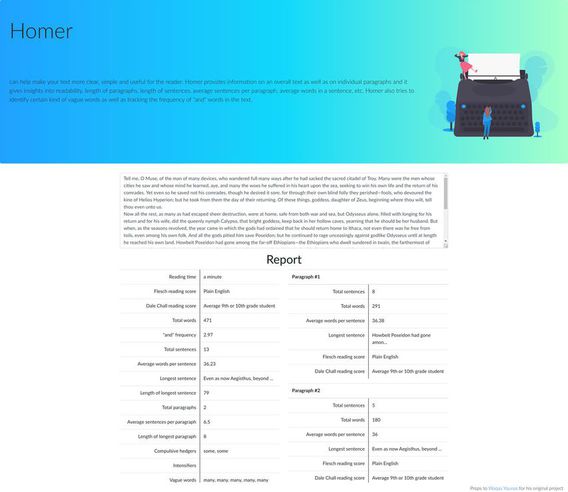 Homer
can help make your text more clear, simple and useful for the reader. Homer provides information on an overall text as well as on individual paragraphs and it
gives insights into readability, length of paragraphs, length of sentences, average sentences per paragraph, average words in a sentence, etc. Homer also tries to
identify certain kind of vague words as well as tracking the frequency of "and" words in the text.
Tell me, O Muse, of the man of many devices, who wandered full many ways after he had sacked the sacred citadel of Troy. Many were the men whose
cities he saw and whose mind he learned, aye, and many the woes he suffered in his heart upon the sea, seeking to win his own life and the return of his
comrades. Yet even so he saved not his comrades, though he desired it sore, for through their own blind folly they perished—fools, who devoured the
kine of Helios Hyperion; but he took from them the day of their returning. Of these things, goddess, daughter of Zeus, beginning where thou wilt, tell
thou even unto us.
Now all the rest, as many as had escaped sheer destruction, were at home, safe from both war and sea, but Odysseus alone, filled with longing for his
return and for his wife, did the queenly nymph Calypso, that bright goddess, keep back in her hollow caves, yearning that he should be her husband. But
when, as the seasons revolved, the year came in which the gods had ordained that he should return home to Ithaca, not even there was he free from
toils, even among his own folk. And all the gods pitied him save Poseidon; but he continued to rage unceasingly against godlike Odysseus until at length
he reached his own land. Howbeit Poseidon had gone among the far-off Ethiopians—the Ethiopians who dwell sundered in twain, the farthermost of
Report
Reading time a minute
Flesch reading score Plain English
Dale Chall reading score Average 9th or 10th grade student
Total words 471
"and" frequency 2.97
Total sentences 13
Average words per sentence 36.23
Longest sentence Even as now Aegisthus, beyond ...
Length of longest sentence 79
Total paragraphs 2
Average sentences per paragraph 6.5
Length of longest paragraph 8
Compulsive hedgers some, some
Intensifiers
Vague words many, many, many, many, many
Paragraph #1
Total sentences 8
Total words 291
Average words per sentence 36.38
Longest sentence Howbeit Poseidon had gone
amon...
Flesch reading score Plain English
Dale Chall reading score Average 9th or 10th grade student
Paragraph #2
Total sentences 5
Total words 180
Average words per sentence 36
Longest sentence Even as now Aegisthus, beyond ...
Flesch reading score Plain English
Dale Chall reading score Average 9th or 10th grade student
Props to Waqas Younas for his original project